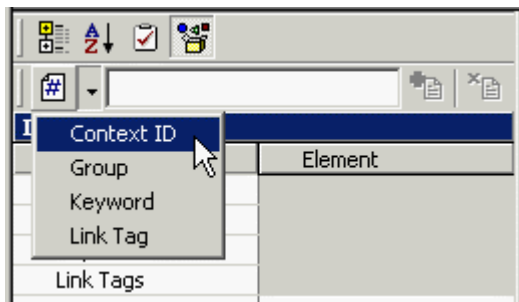 A
Z
#
Context ID
Group
Keyword
Link Tag
Element
Link Tags